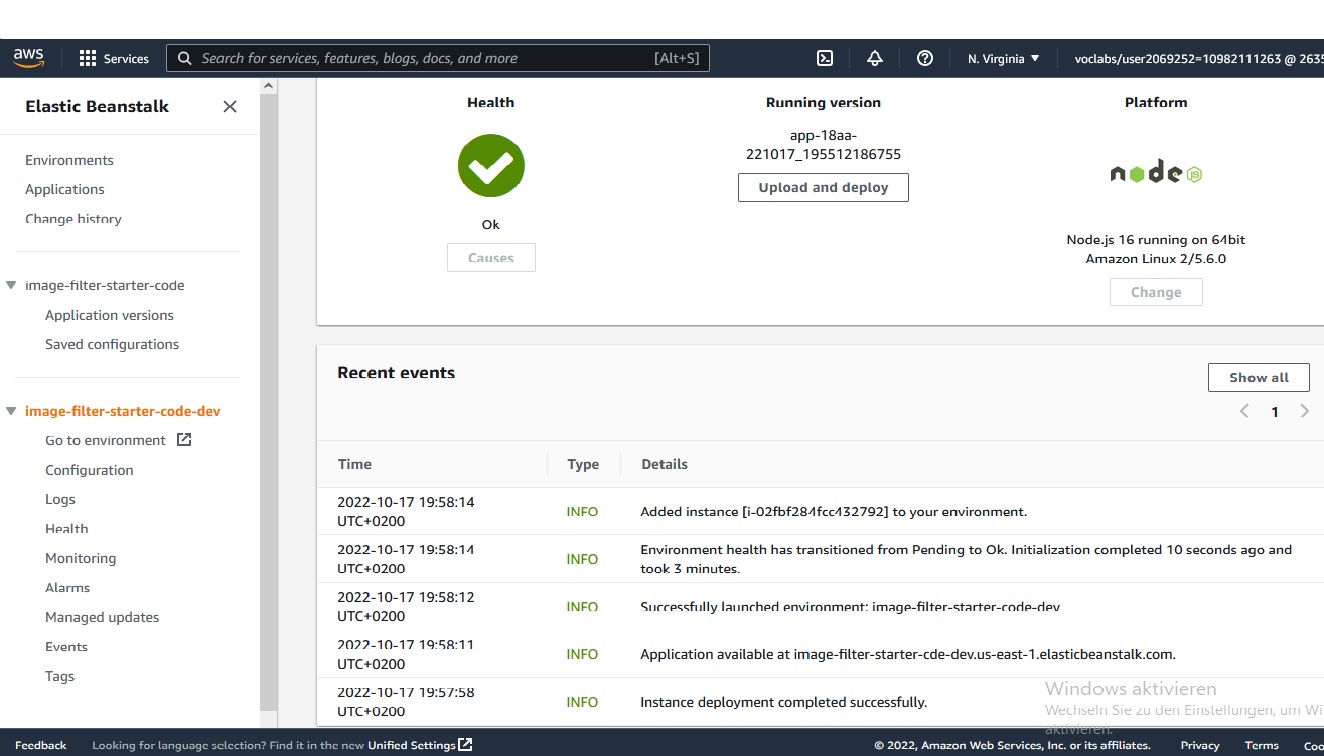 aws
Services
Search for services, features, blogs, docs, and more
[Alt+S]
N. Virginia
voclabs/user2069252=10982111263 @ 2635
Elastic Beanstalk
Environments
Applications
Change history
image-filter-starter-code
Application versions
Saved configurations
image-filter-starter-code-dev
Go to environment
Configuration
Logs
Health
Monitoring
Alarms
Managed updates
Events
Tags
Health
Ok
Causes
Running version
app-18aa-
221017_195512186755
Upload and deploy
Platform
node JS
Node.js 16 running on 64bit
Amazon Linux 2/5.6.0
Change
Recent events
Show all
1
Time Type Details
2022-10-17 19:58:14
UTC+0200
INFO
Added instance [i-02fbf284fcc432792] to your environment.
2022-10-17 19:58:14
UTC+0200
INFO
Environment health has transitioned from Pending to Ok. Initialization completed 10 seconds ago and
took 3 minutes.
2022-10-17 19:58:12
UTC+0200
INFO
Successfully launched environment: image-filter-starter-code-dev
2022-10-17 19:58:11
UTC+0200
INFO
Application available at image-filter-starter-cde-dev.us-east-1.elasticbeanstalk.com.
2022-10-17 19:57:58
UTC+0200
INFO
Instance deployment completed successfully.
Windows aktivieren
Wechseln Sie zu den Einstellungen, um Wi
aktivieren.
Feedback
Looking for language selection? Find it in the new Unified Settings
© 2022, Amazon Web Services, Inc. or its affiliates.
Privacy
Terms
Coo